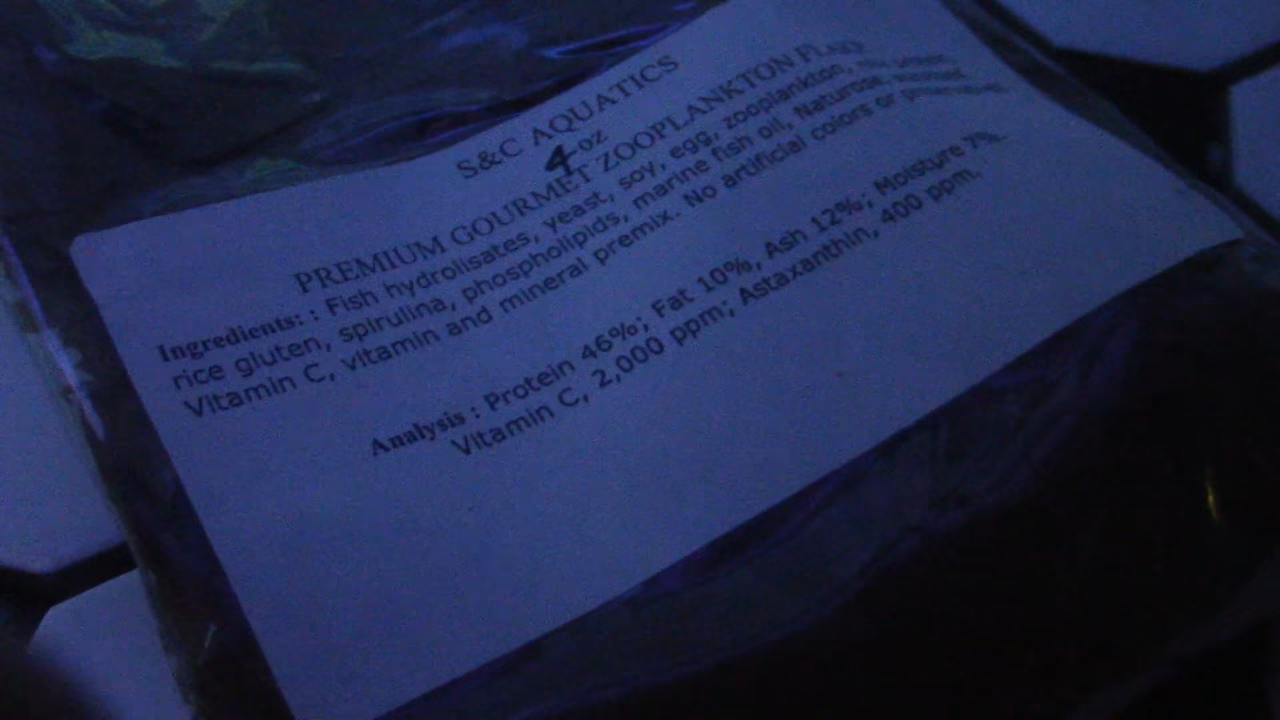 S&C AQUATICS
4 oz
PREMIUM GOURMET ZOOPLANKTON
Ingredients: : Fish hydrolisates, yeast, soy, egg, zooplankton,
rice gluten, spirulina, phospholipids, marine fish oil, Naturose
Vitamin C, vitamin and mineral premix. No artificial colors or
Analysis : Protein 46%; Fat 10%, Ash 12%; Moisture 7%.
Vitamin C, 2,000 ppm; Astaxanthin, 400 ppm.